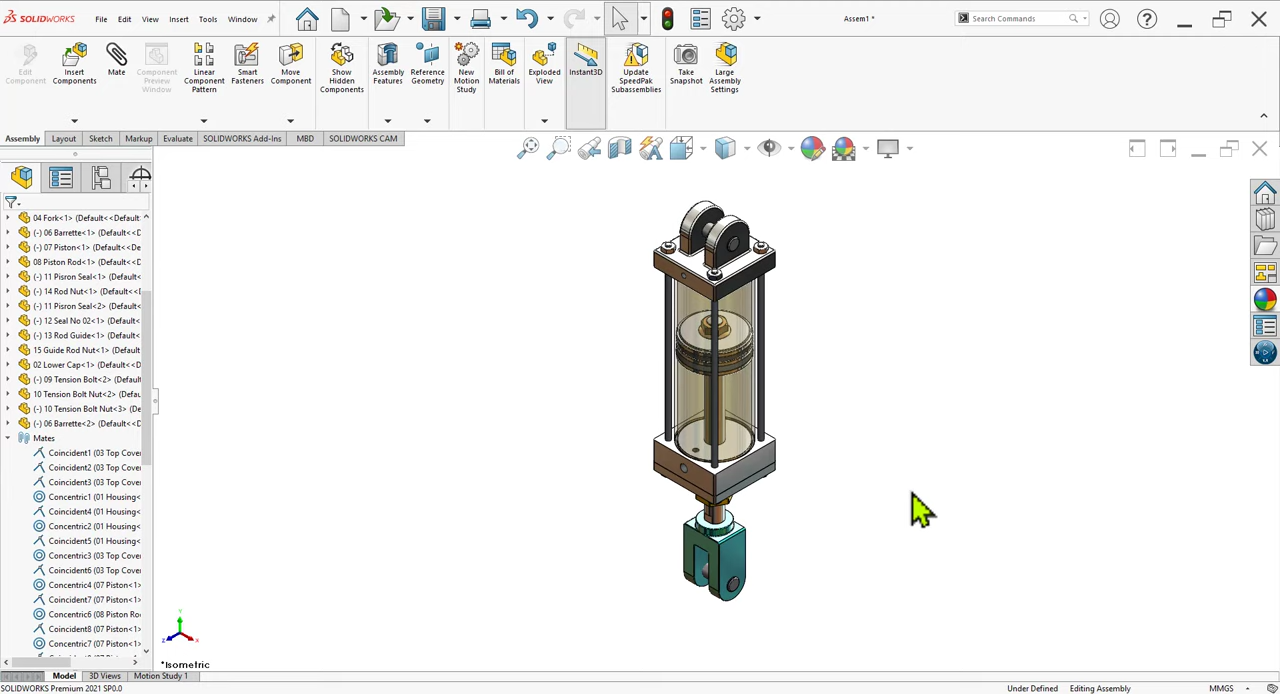 SOLIDWORKS File Edit View Insert Tools Window Assem1 * Search Commands
Edit Component
Insert Components
Mate
Component Preview Window
Linear Component Pattern
Smart Fasteners
Move Component
Show Hidden Components
Assembly Features
Reference Geometry
New Motion Study
Bill of Materials
Exploded View
Instant3D
Update SpeedPak Subassemblies
Take Snapshot
Large Assembly Settings
Assembly Layout Sketch Markup Evaluate SOLIDWORKS Add-Ins MBD SOLIDWORKS CAM
04 Fork<1> (Default<<Default
(-) 06 Barrette<1> (Default<<D
(-) 07 Piston<1> (Default<<Def
08 Piston Rod<1> (Default<<D
(-) 11 Pisron Seal<1> (Default<
(-) 14 Rod Nut<1> (Default<<
(-) 11 Pisron Seal<2> (Default<
(-) 12 Seal No 02<1> (Default<
(-) 13 Rod Guide<1> (Default<
15 Guide Rod Nut<1> (Default
02 Lower Cap<1> (Default<<D
(-) 09 Tension Bolt<2> (Default
10 Tension Bolt Nut<2> (Defau
(-) 10 Tension Bolt Nut<3> (De
(-) 06 Barrette<2> (Default<<D
Mates
Coincident1 (03 Top Cove
Coincident2 (03 Top Cove
Coincident3 (03 Top Cove
Concentric1 (01 Housing<
Coincident4 (01 Housing<
Concentric2 (01 Housing<
Coincident5 (01 Housing<
Concentric3 (03 Top Cove
Coincident6 (03 Top Cove
Concentric4 (07 Piston<1>
Coincident7 (07 Piston<1>
Concentric6 (08 Piston Ro
Coincident8 (07 Piston<1>
Concentric7 (07 Piston<1>
Y
Z X
*Isometric
Model 3D Views Motion Study 1
SOLIDWORKS Premium 2021 SP0.0 Under Defined Editing Assembly MMGS